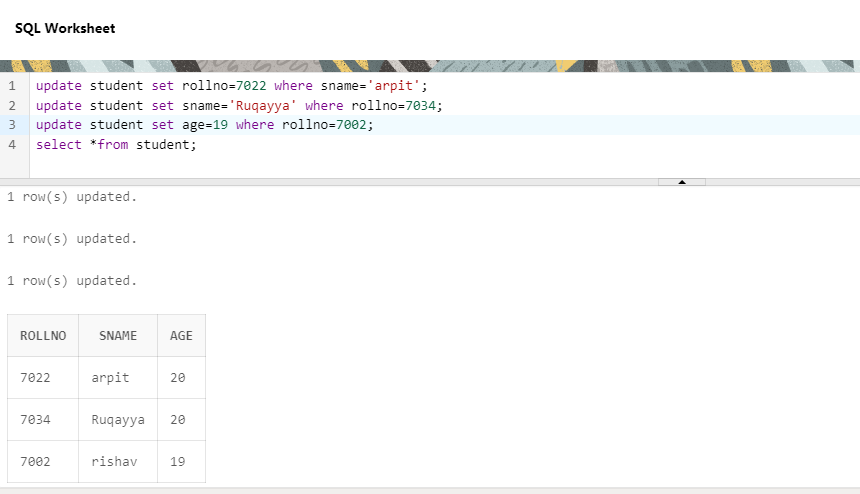 SQL Worksheet
1 update student set rollno=7022 where sname='arpit';
2 update student set sname='Ruqayya' where rollno=7034;
3 update student set age=19 where rollno=7002;
4 select *from student;
1 row(s) updated.
1 row(s) updated.
1 row(s) updated.
ROLLNO SNAME AGE
7022 arpit 20
7034 Ruqayya 20
7002 rishav 19